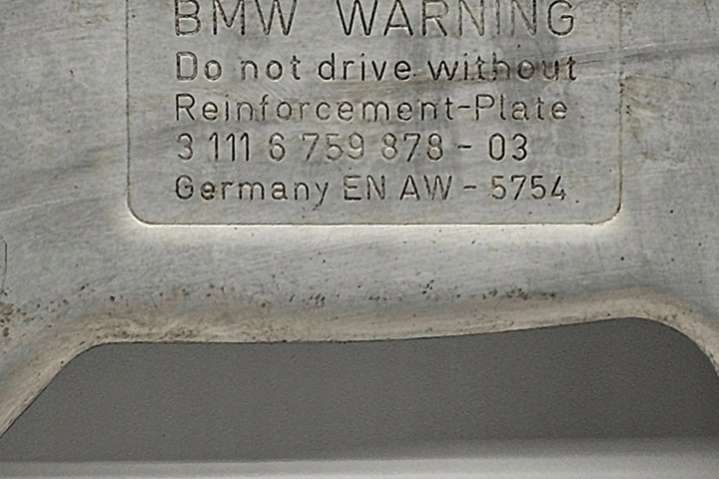 BMW WARNING
Do not drive without
Reinforcement-Plate
3 111 6 759 878 - 03
Germany EN AW - 5754